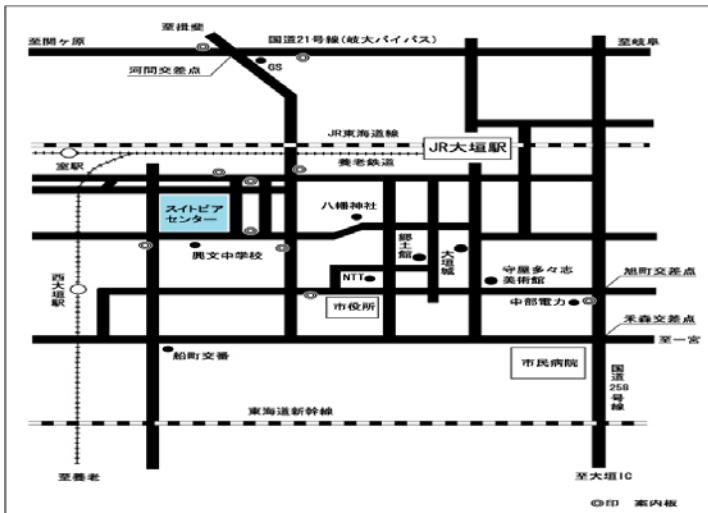 至揖斐
国道21号線(岐大バイパス)
至関ヶ原
至岐阜
GS
河間交差点
JR東海道線
JR大垣駅
室駅
養老鉄道
スイトピア
センター
八幡神社
興文中学校
郷土館
大垣城
西大垣駅
NTT
守屋多々志
美術館
旭町交差点
市役所
中部電力
禾森交差点
至一宮
船町交番
市民病院
国道258号線
東海道新幹線
至養老
至大垣IC
◎印 案内板